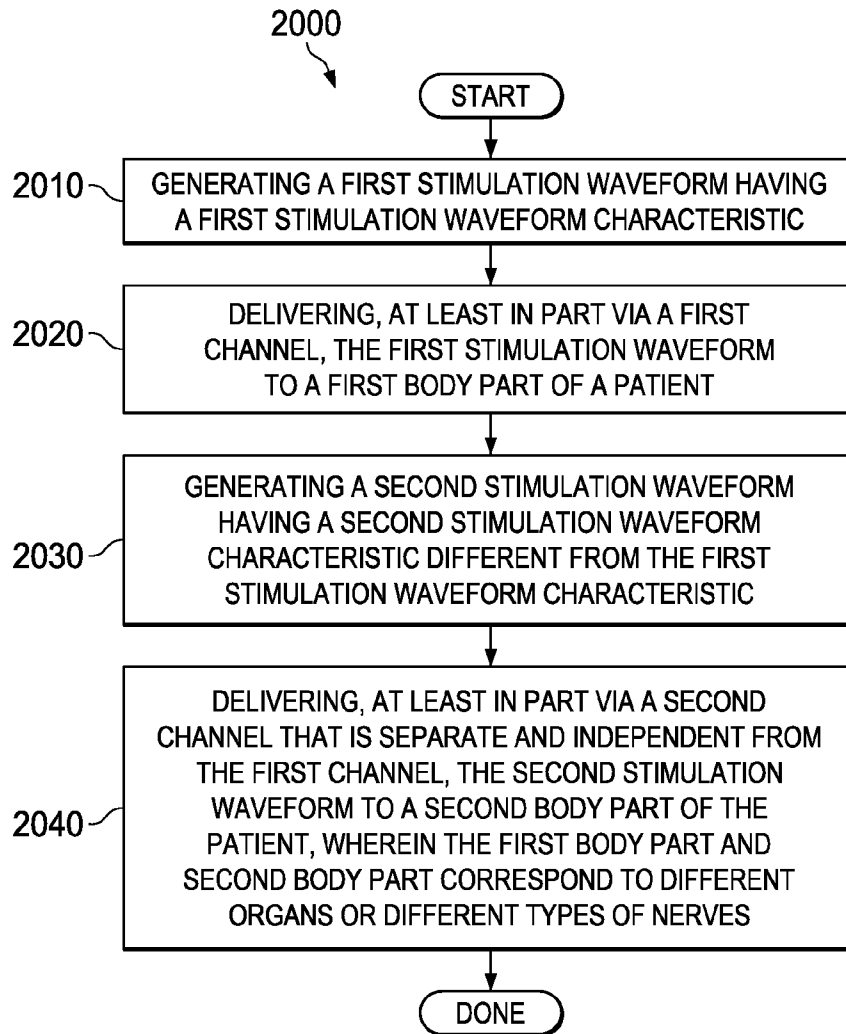 2000
START
2010
GENERATING A FIRST STIMULATION WAVEFORM HAVING
A FIRST STIMULATION WAVEFORM CHARACTERISTIC
2020
DELIVERING, AT LEAST IN PART VIA A FIRST
CHANNEL, THE FIRST STIMULATION WAVEFORM
TO A FIRST BODY PART OF A PATIENT
2030
GENERATING A SECOND STIMULATION WAVEFORM
HAVING A SECOND STIMULATION WAVEFORM
CHARACTERISTIC DIFFERENT FROM THE FIRST
STIMULATION WAVEFORM CHARACTERISTIC
2040
DELIVERING, AT LEAST IN PART VIA A SECOND
CHANNEL THAT IS SEPARATE AND INDEPENDENT FROM
THE FIRST CHANNEL, THE SECOND STIMULATION
WAVEFORM TO A SECOND BODY PART OF THE
PATIENT, WHEREIN THE FIRST BODY PART AND
SECOND BODY PART CORRESPOND TO DIFFERENT
ORGANS OR DIFFERENT TYPES OF NERVES
DONE